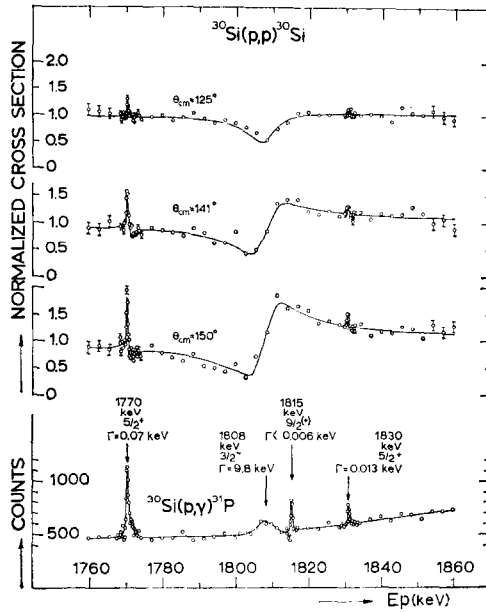 ³⁰Si(p,p)³⁰Si
NORMALIZED CROSS SECTION
2.0
1.5
1.0
0.5
0
θcm=125°
1.5
1.0
0.5
0
θcm=141°
2.0
1.5
1.0
0.5
0
θcm=150°
1770
keV
5/2⁺
Γ=0.07 keV
1808
keV
3/2⁻
Γ=9.8 keV
1815
keV
9/2⁽⁺⁾
Γ< 0.006 keV
1830
keV
5/2⁺
Γ=0.013 keV
³⁰Si(p,γ)³¹P
COUNTS
1000
500
1760
1780
1800
1820
1840
1860
Ep(keV)